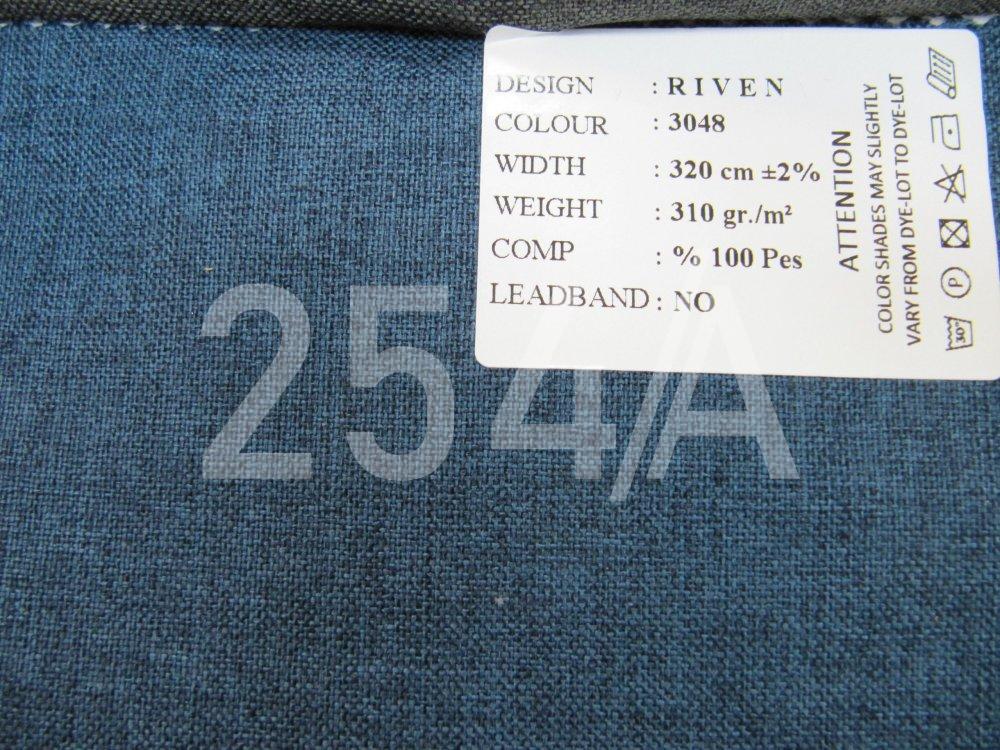 DESIGN : RIVEN
COLOUR : 3048
WIDTH : 320 cm ±2%
WEIGHT : 310 gr./m²
COMP : % 100 Pes
LEADBAND : NO
ATTENTION
COLOR SHADES MAY SLIGHTLY
VARY FROM DYE-LOT TO DYE-LOT
P
30°
254/A